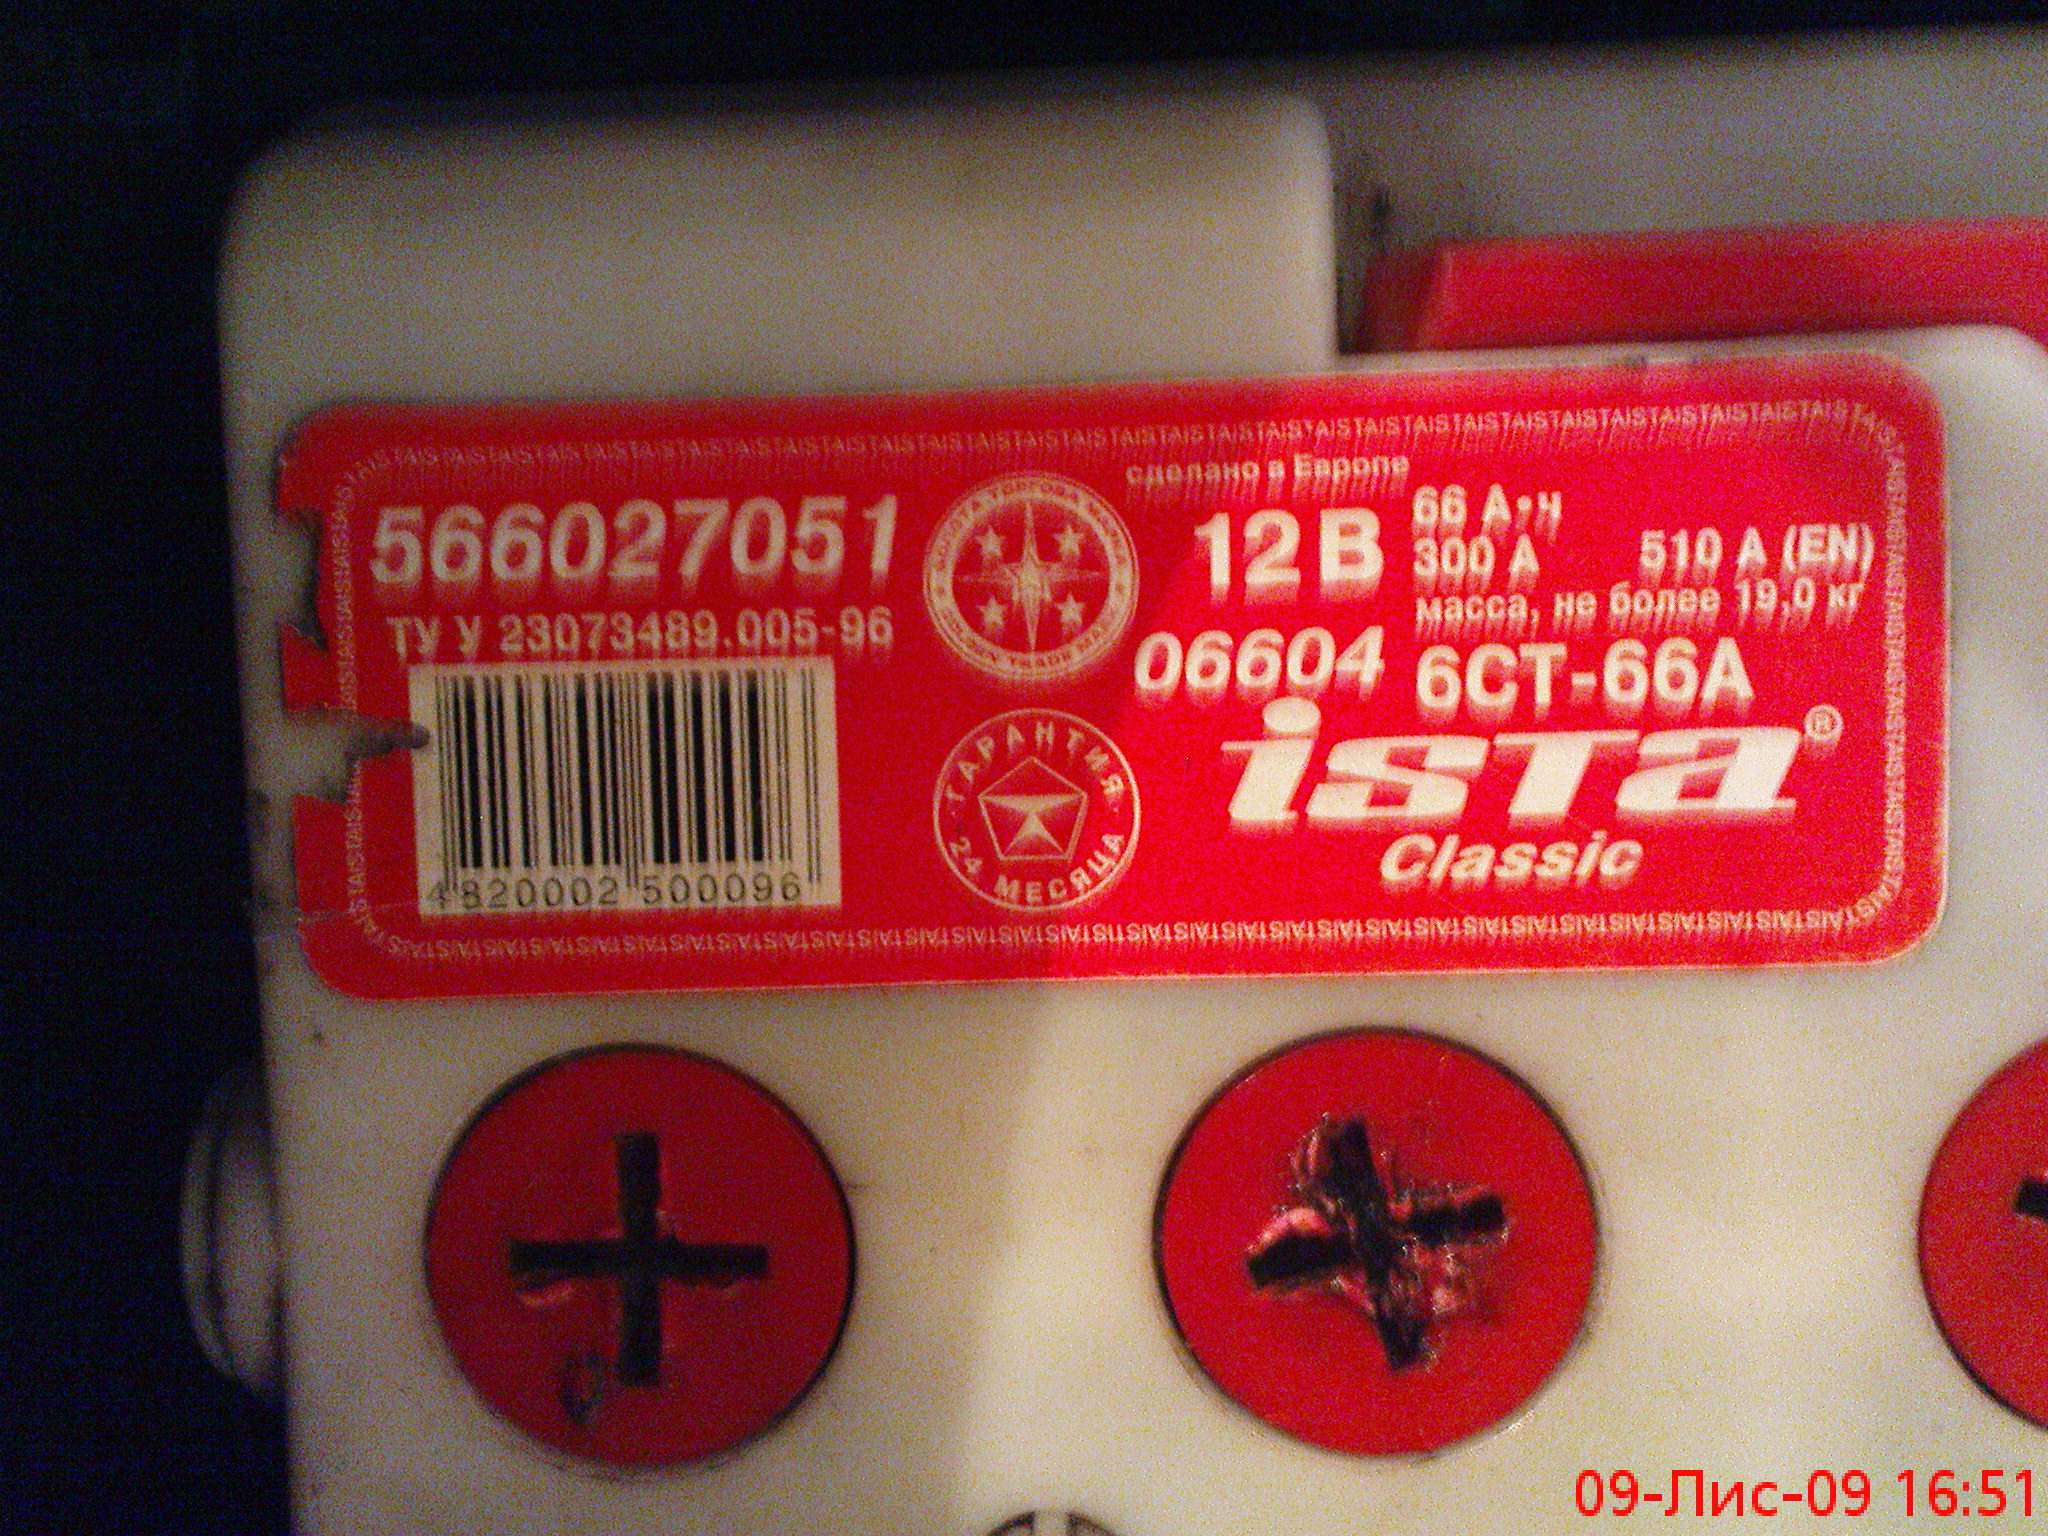 сделано в Европе
566027051
ТУ У 23073489.005-96
12В
66 А·ч
300 А 510 А (EN)
масса, не более 19,0 кг
06604 6СТ-66А
ista®
Classic
ГАРАНТИЯ
24 МЕСЯЦА
4 820002 500096
09-Лис-09 16:51